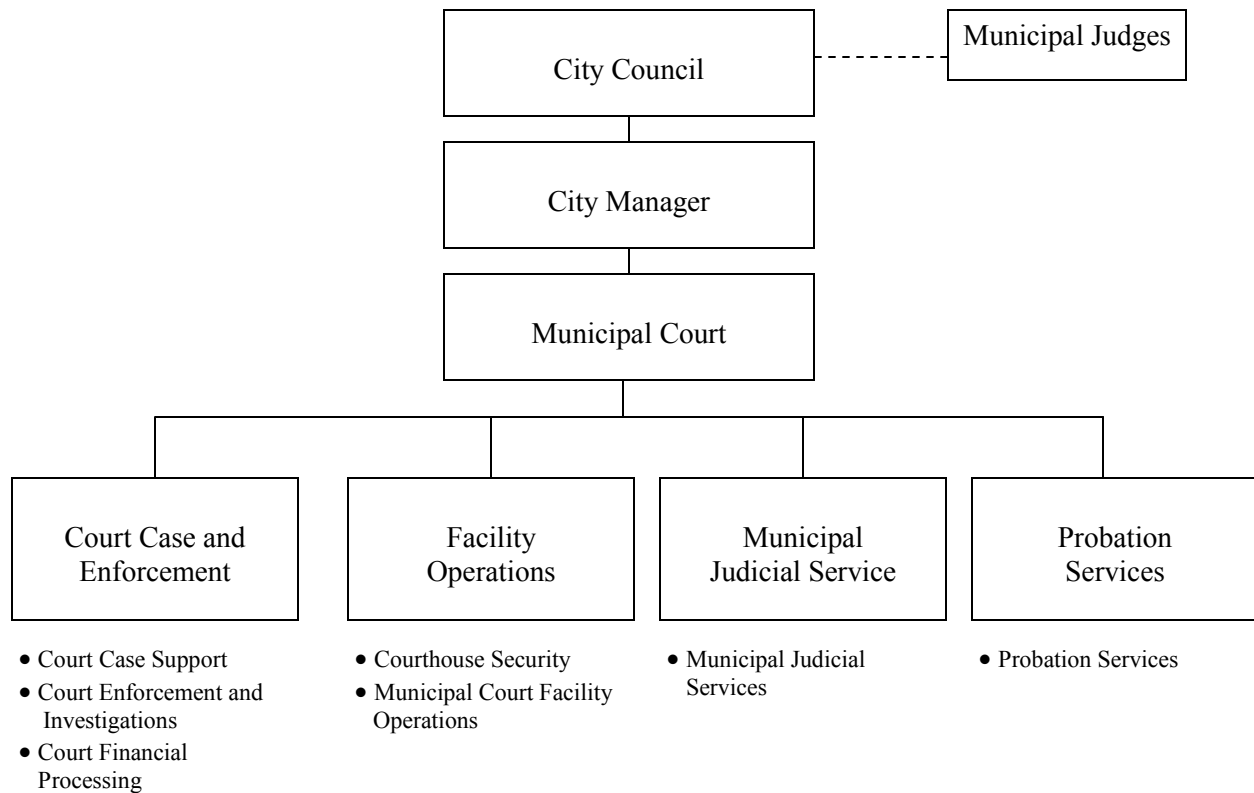 City Council
Municipal Judges
City Manager
Municipal Court
Court Case and
Enforcement
Facility
Operations
Municipal
Judicial Service
Probation
Services
• Court Case Support
• Court Enforcement and
Investigations
• Court Financial
Processing
• Courthouse Security
• Municipal Court Facility
Operations
• Municipal Judicial
Services
• Probation Services